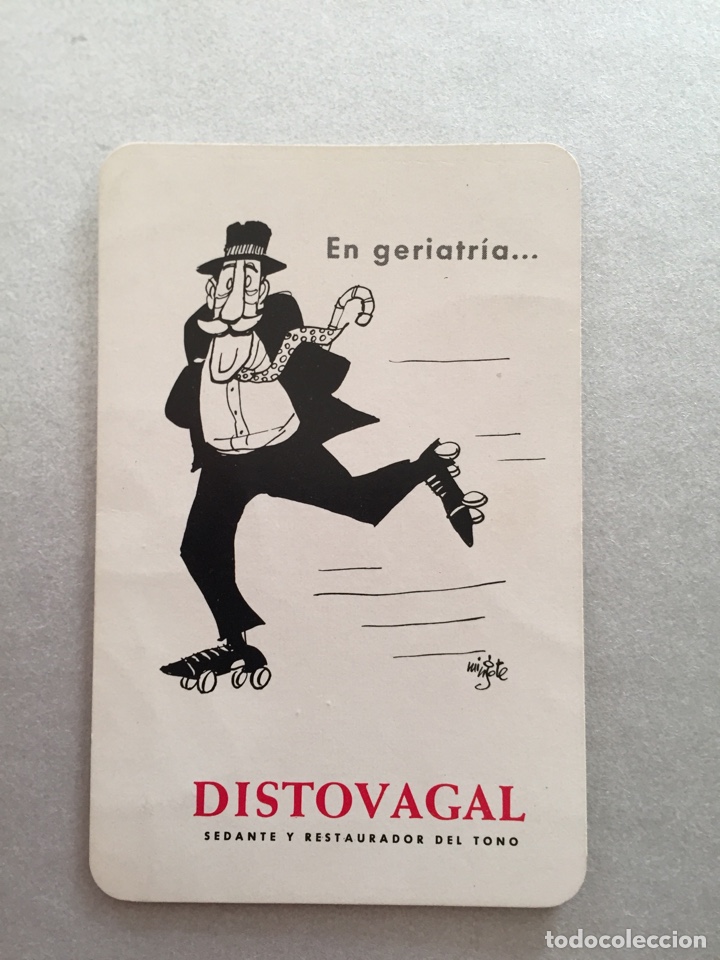 En geriatría...
mingote
DISTOVAGAL
SEDANTE Y RESTAURADOR DEL TONO
todocoleccion